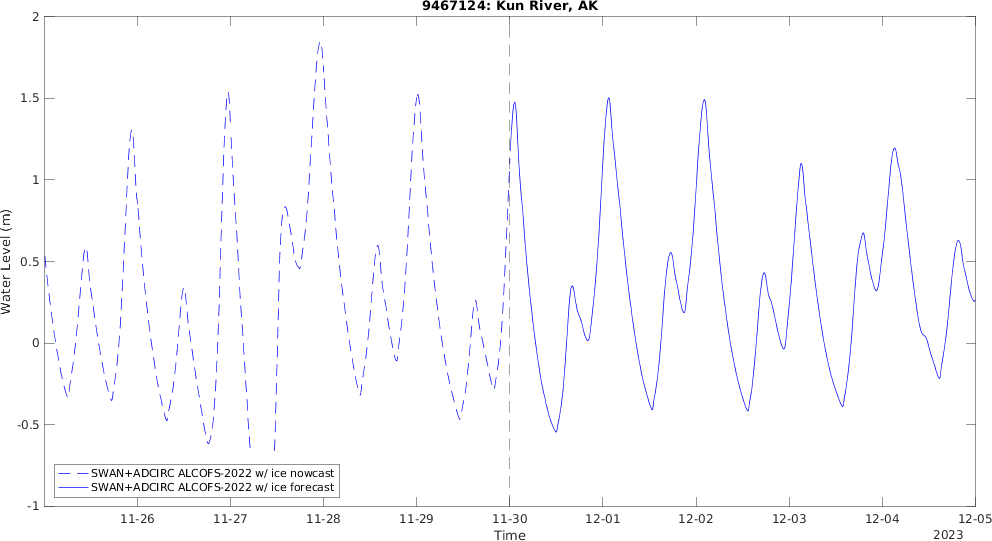 9467124: Kun River, AK
Water Level (m)
2
1.5
1
0.5
0
-0.5
-1
SWAN+ADCIRC ALCOFS-2022 w/ ice nowcast
SWAN+ADCIRC ALCOFS-2022 w/ ice forecast
11-26 11-27 11-28 11-29 11-30 12-01 12-02 12-03 12-04 12-05
Time
2023